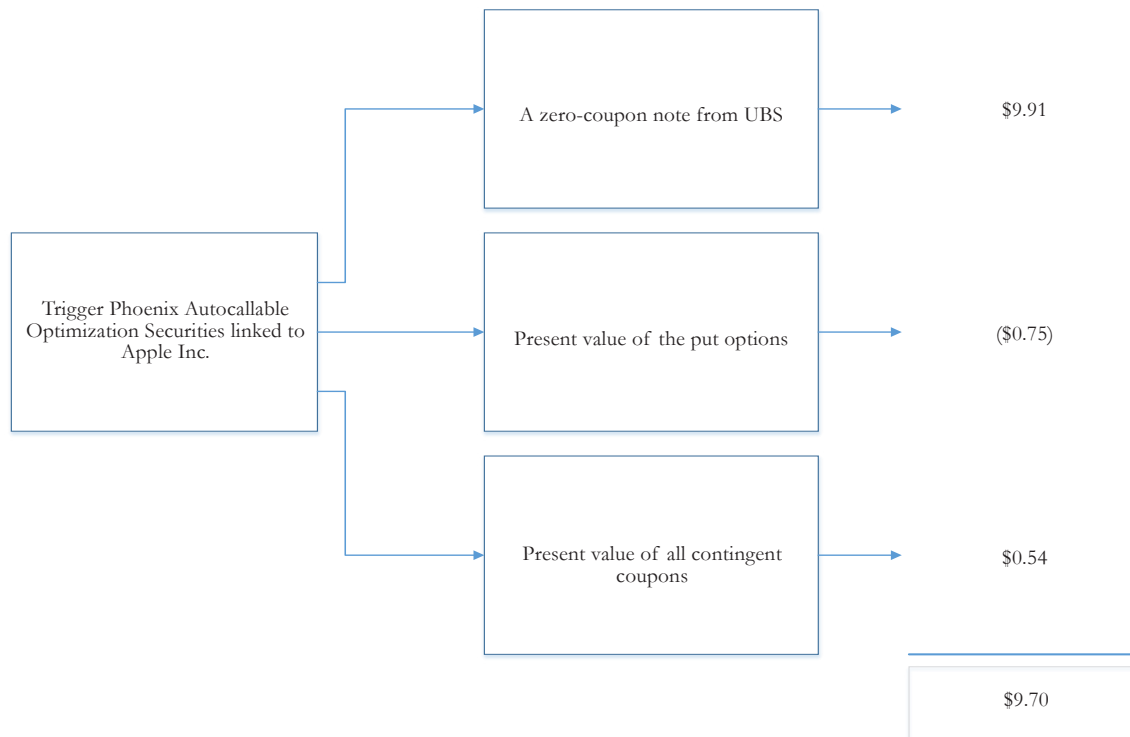 A zero-coupon note from UBS
$9.91
Trigger Phoenix Autocallable
Optimization Securities linked to
Apple Inc.
Present value of the put options
($0.75)
Present value of all contingent
coupons
$0.54
$9.70